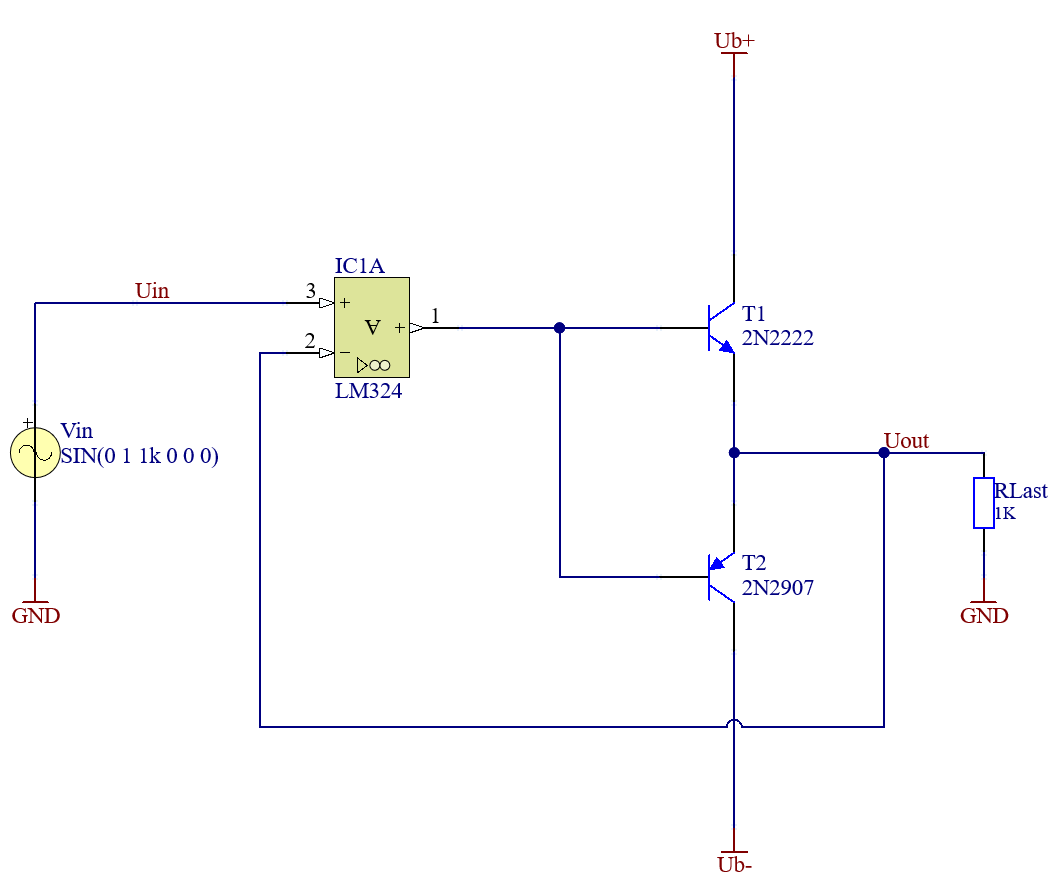 Ub+
IC1A
Uin
3
+
1
A
+
2
−
▷∞
LM324
T1
2N2222
+
Vin
SIN(0 1 1k 0 0 0)
Uout
RLast
1K
T2
2N2907
GND
GND
Ub-